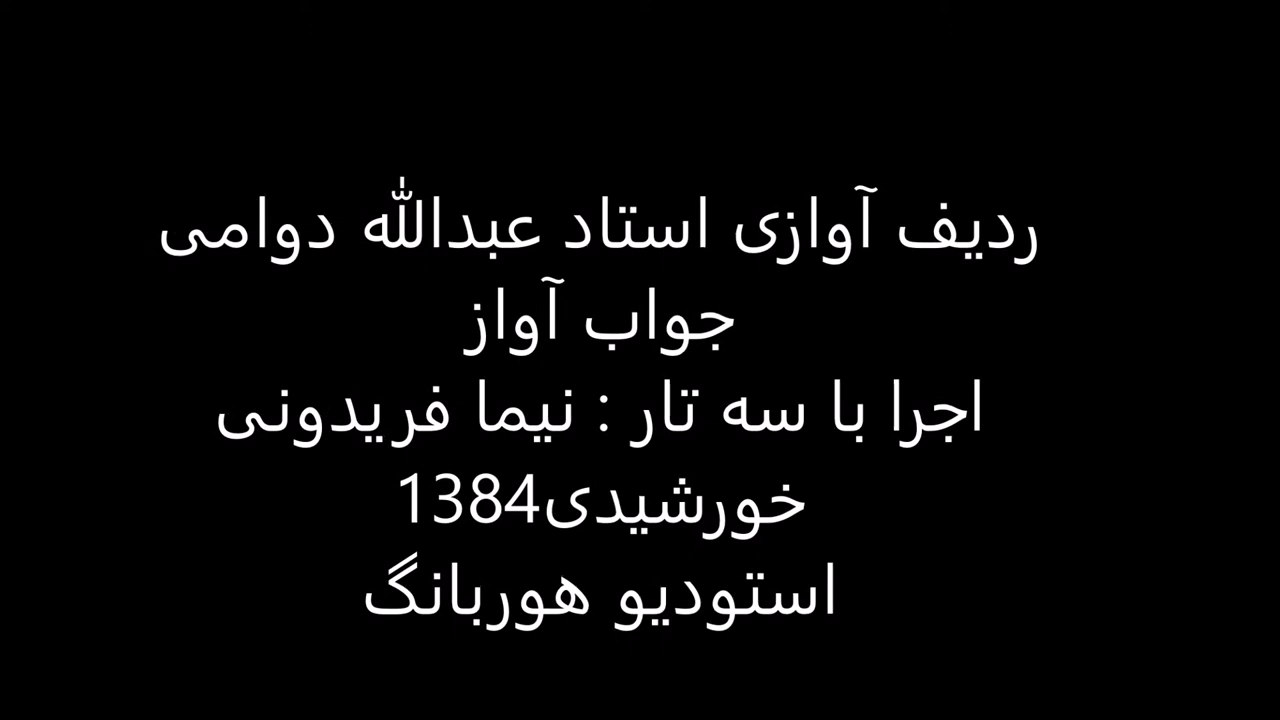 ردیف آوازی استاد عبدالله دوامی
جواب آواز
اجرا با سه تار : نیما فریدونی
خورشیدی1384
استودیو هوربانگ